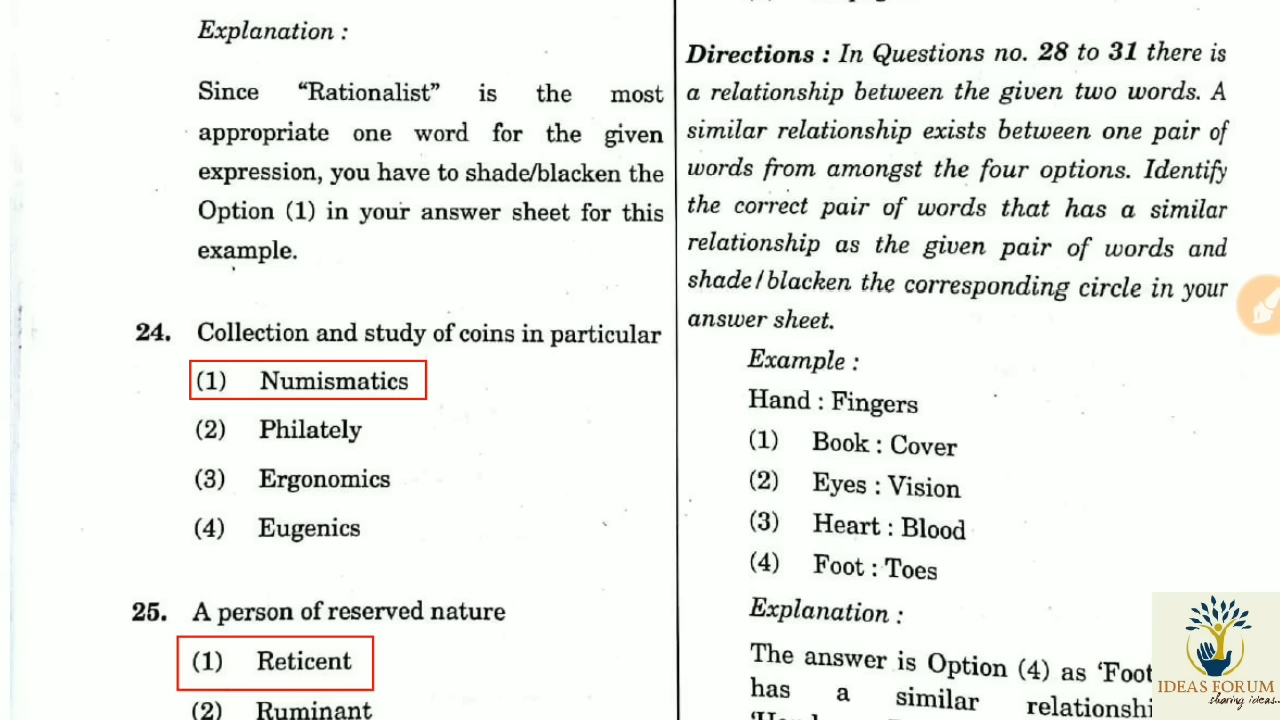 Explanation :
Since "Rationalist" is the most
appropriate one word for the given
expression, you have to shade/blacken the
Option (1) in your answer sheet for this
example.
24. Collection and study of coins in particular
(1) Numismatics
(2) Philately
(3) Ergonomics
(4) Eugenics
25. A person of reserved nature
(1) Reticent
(2) Ruminant
Directions : In Questions no. 28 to 31 there is
a relationship between the given two words. A
similar relationship exists between one pair of
words from amongst the four options. Identify
the correct pair of words that has a similar
relationship as the given pair of words and
shade/blacken the corresponding circle in your
answer sheet.
Example :
Hand : Fingers
(1) Book : Cover
(2) Eyes : Vision
(3) Heart : Blood
(4) Foot : Toes
Explanation :
The answer is Option (4) as 'Foot
has a similar relationshi
IDEAS FORUM
sharing ideas